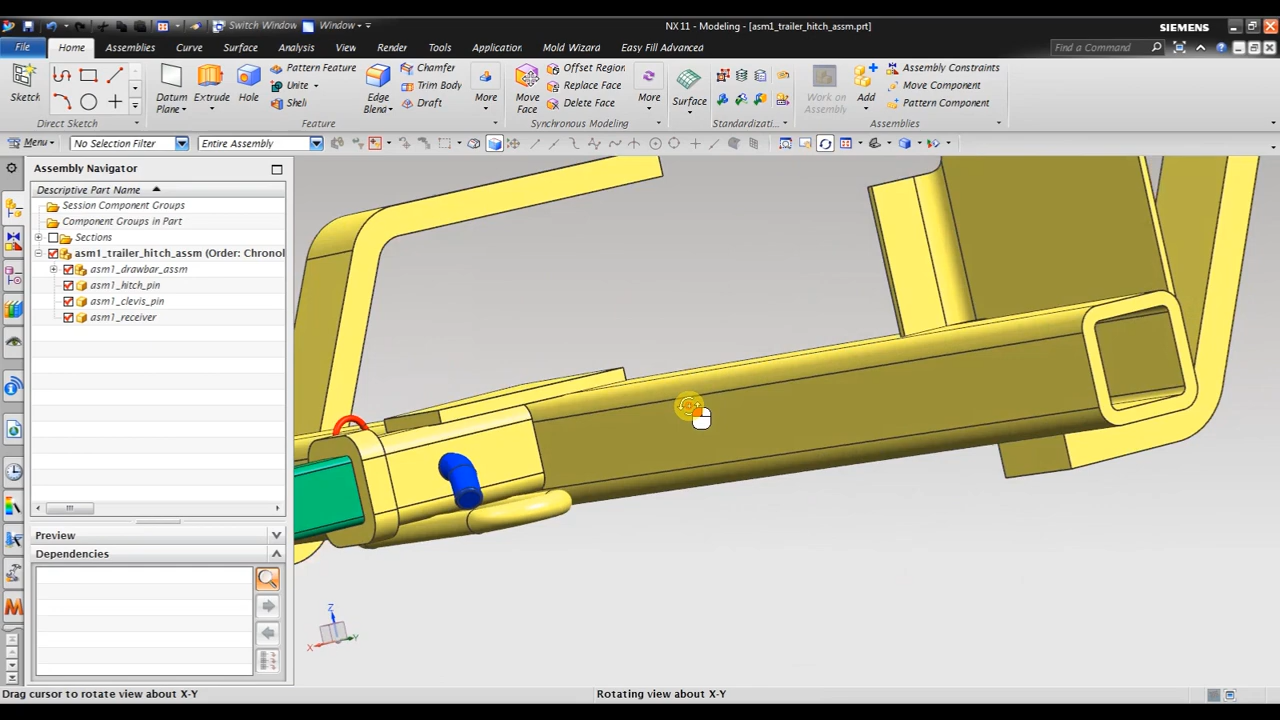 NX 11 - Modeling - [asm1_trailer_hitch_assm.prt]
SIEMENS
Switch Window
Window
File
Home
Assemblies
Curve
Surface
Analysis
View
Render
Tools
Application
Mold Wizard
Easy Fill Advanced
Find a Command
Sketch
Direct Sketch
Datum
Plane
Extrude
Hole
Pattern Feature
Unite
Shell
Edge
Blend
Chamfer
Trim Body
Draft
More
Feature
Move
Face
Offset Region
Replace Face
Delete Face
More
Synchronous Modeling
Surface
Standardizati...
Work on
Assembly
Add
Assembly Constraints
Move Component
Pattern Component
Assemblies
Menu
No Selection Filter
Entire Assembly
Assembly Navigator
Descriptive Part Name
Session Component Groups
Component Groups in Part
Sections
asm1_trailer_hitch_assm (Order: Chronol
asm1_drawbar_assm
asm1_hitch_pin
asm1_clevis_pin
asm1_receiver
Preview
Dependencies
Z
X
Y
Drag cursor to rotate view about X-Y
Rotating view about X-Y